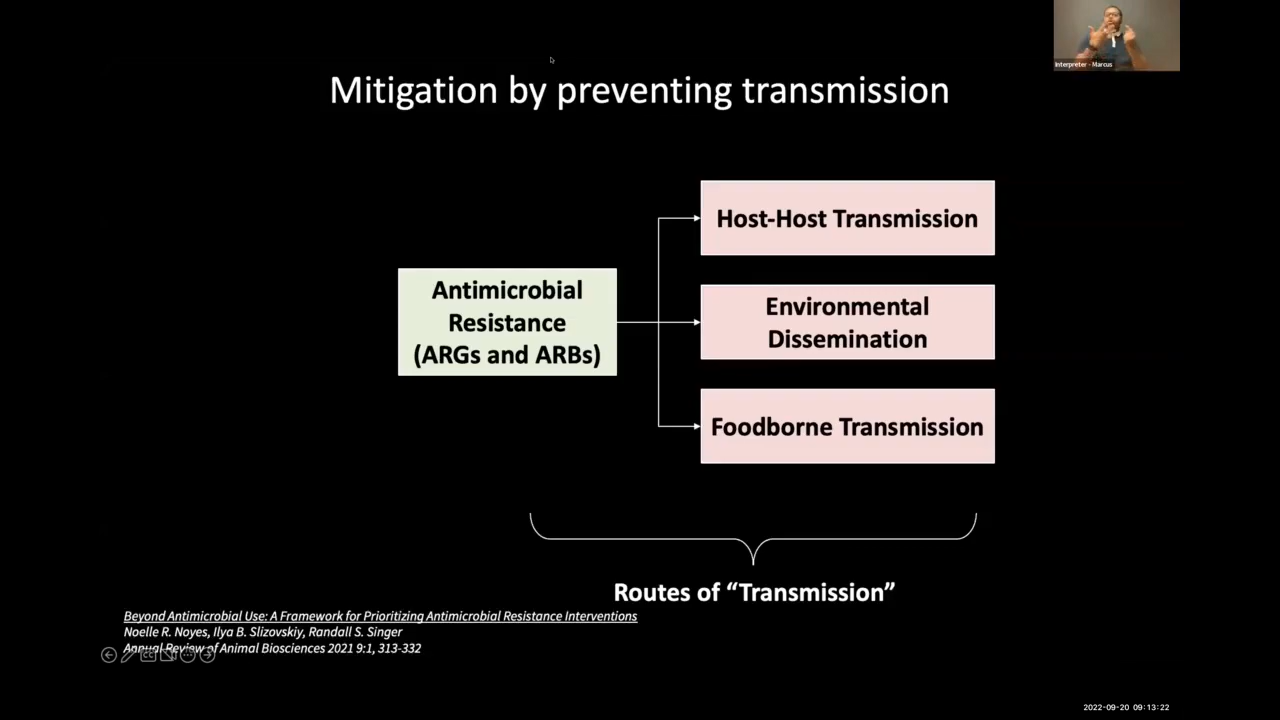 Interpreter - Marcus
Mitigation by preventing transmission
Host-Host Transmission
Antimicrobial
Resistance
(ARGs and ARBs)
Environmental
Dissemination
Foodborne Transmission
Routes of “Transmission”
Beyond Antimicrobial Use: A Framework for Prioritizing Antimicrobial Resistance Interventions
Noelle R. Noyes, Ilya B. Slizovskiy, Randall S. Singer
Annual Review of Animal Biosciences 2021 9:1, 313-332
CC
2022-09-20 09:13:22